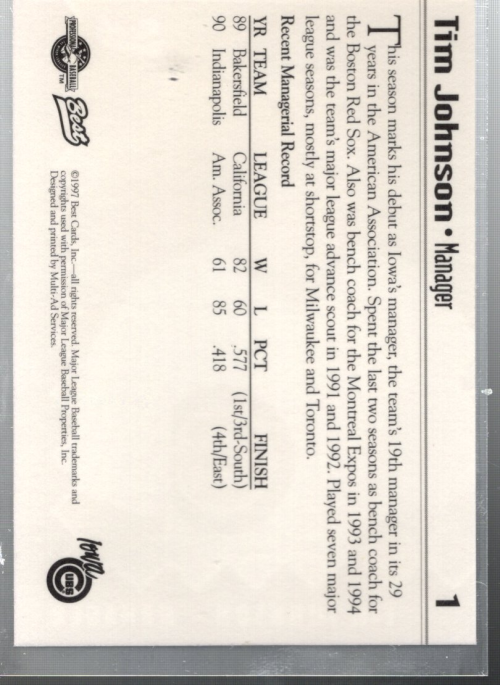 Tim Johnson • Manager 1
This season marks his debut as Iowa's manager, the team's 19th manager in its 29
years in the American Association. Spent the last two seasons as bench coach for
the Boston Red Sox. Also was bench coach for the Montreal Expos in 1993 and 1994
and was the team's major league advance scout in 1991 and 1992. Played seven major
league seasons, mostly at shortstop, for Milwaukee and Toronto.
Recent Managerial Record
YR TEAM LEAGUE W L PCT FINISH
89 Bakersfield California 82 60 .577 (1st/3rd-South)
90 Indianapolis Am. Assoc. 61 85 .418 (4th/East)
PROFESSIONAL BASEBALL TM
Best
©1997 Best Cards, Inc.—all rights reserved. Major League Baseball trademarks and
copyrights used with permission of Major League Baseball Properties, Inc.
Designed and printed by Multi-Ad Services.
Iowa
CUBS